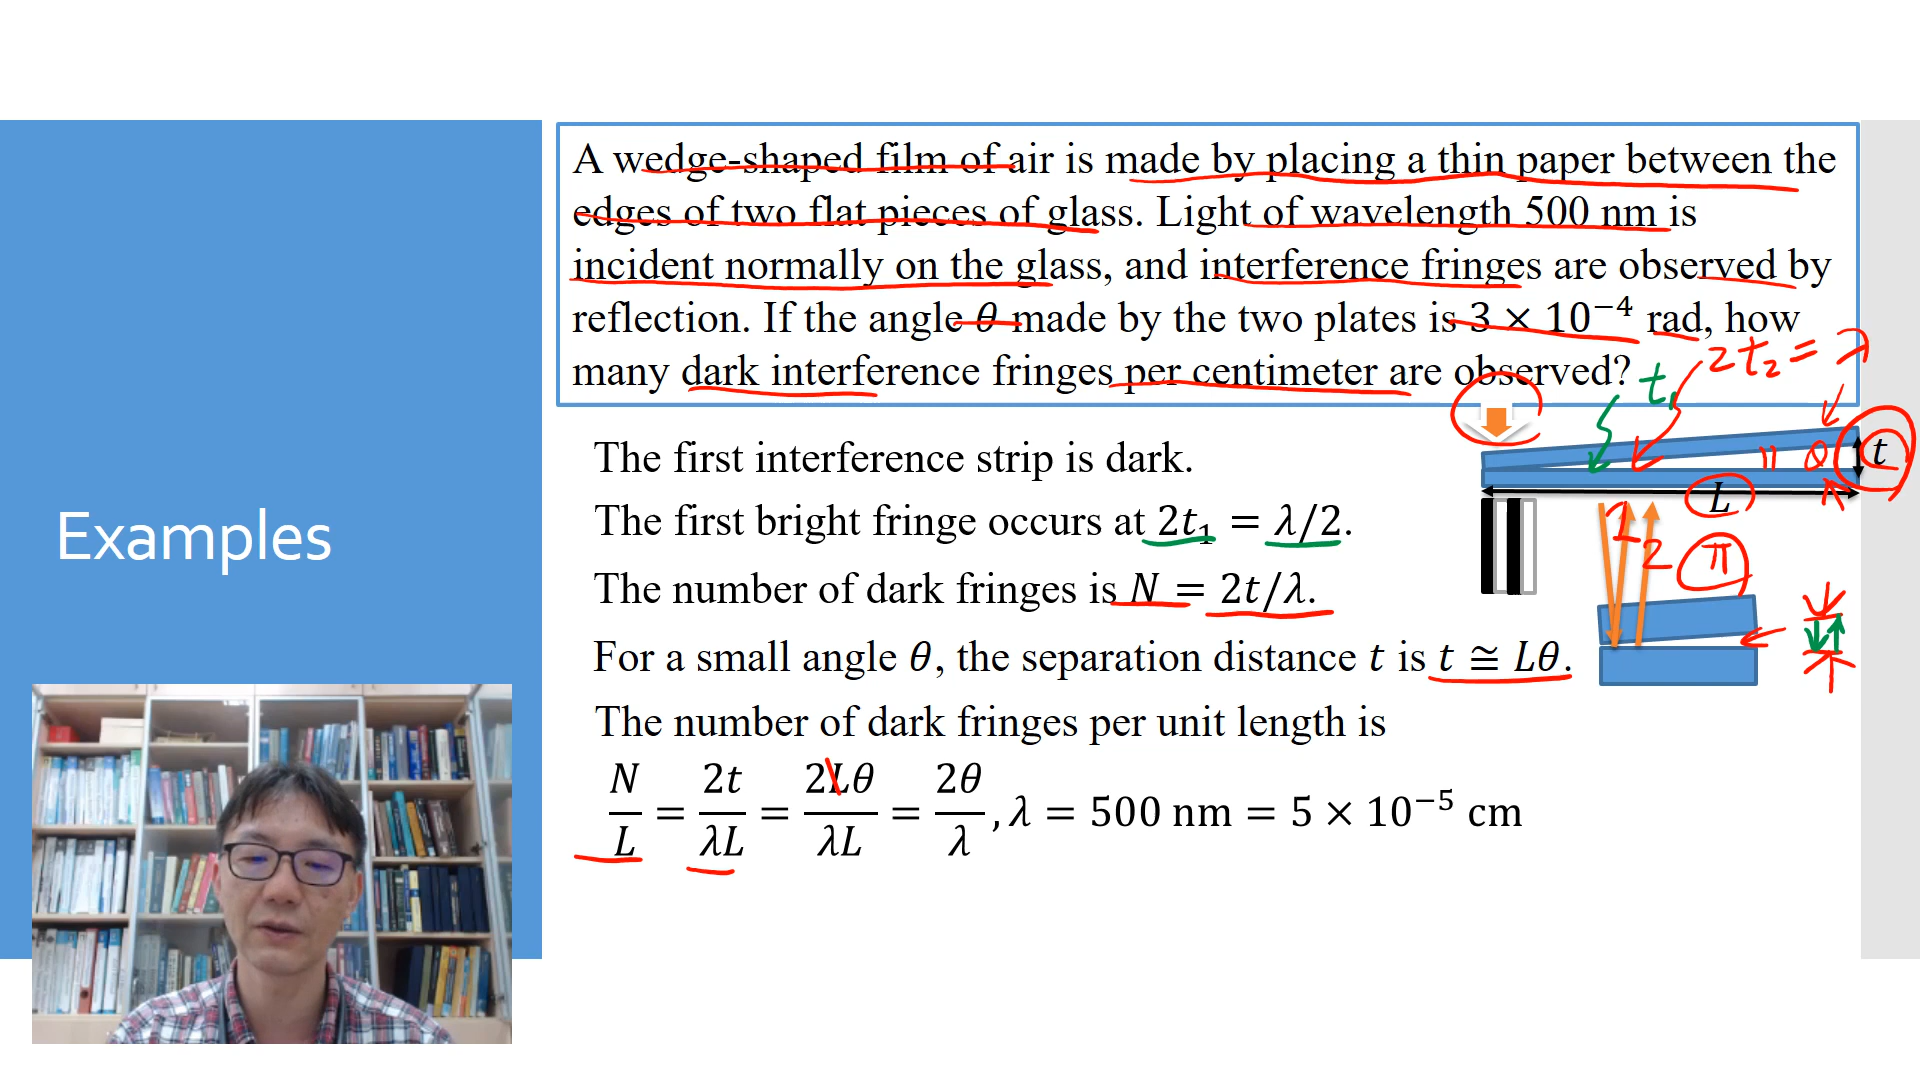 Examples
A wedge-shaped film of air is made by placing a thin paper between the
edges of two flat pieces of glass. Light of wavelength 500 nm is
incident normally on the glass, and interference fringes are observed by
reflection. If the angle θ made by the two plates is 3 × 10⁻⁴ rad, how
many dark interference fringes per centimeter are observed?
2t₂ = λ
t₁
t
θ
L
1
2
π
The first interference strip is dark.
The first bright fringe occurs at 2t₁ = λ/2.
The number of dark fringes is N = 2t/λ.
For a small angle θ, the separation distance t is t ≅ Lθ.
The number of dark fringes per unit length is
N/L = 2t/λL = 2Lθ/λL = 2θ/λ, λ = 500 nm = 5 × 10⁻⁵ cm